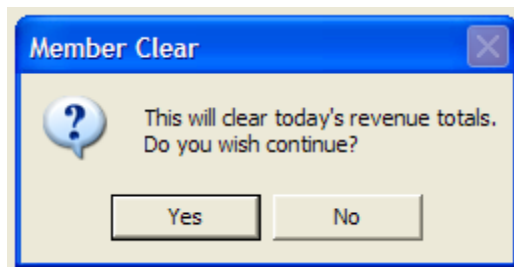 Member Clear
This will clear today's revenue totals.
Do you wish continue?
Yes
No